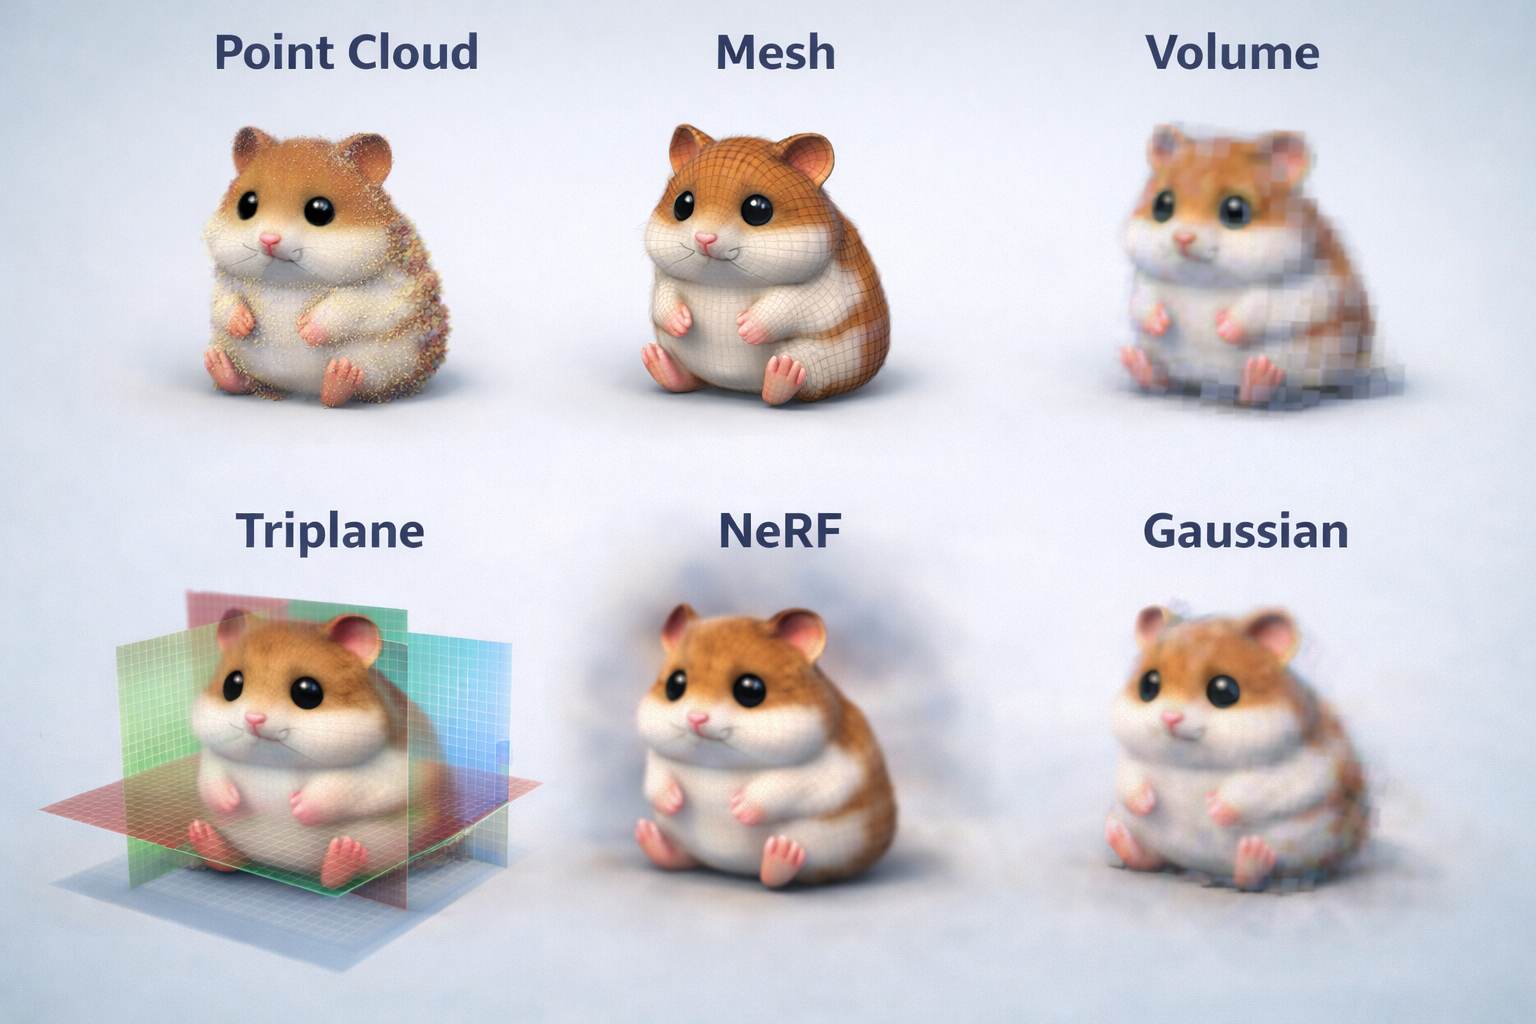 Point Cloud
Mesh
Volume
Triplane
NeRF
Gaussian